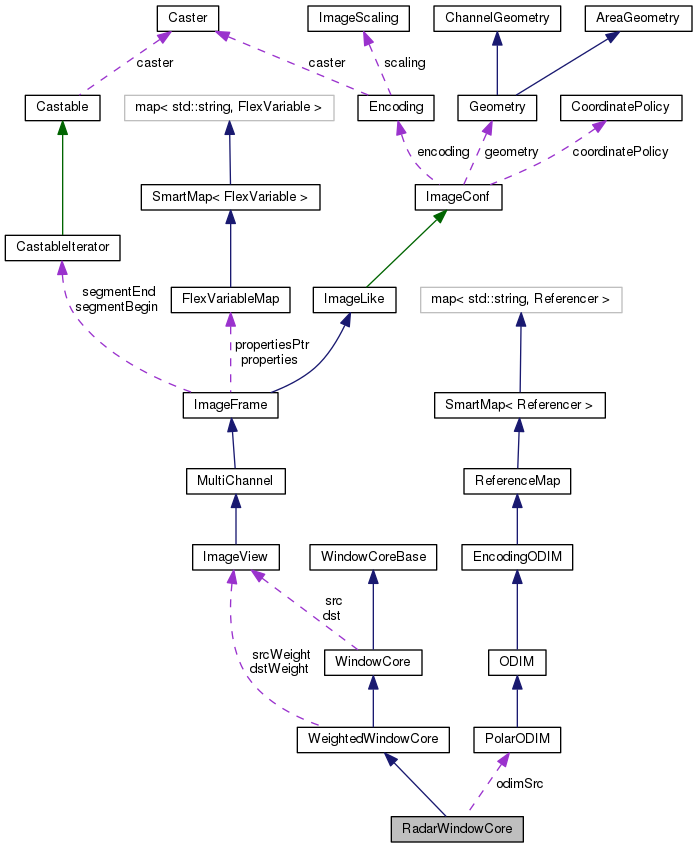 Caster
ImageScaling
ChannelGeometry
AreaGeometry
caster
caster
scaling
Castable
map< std::string, FlexVariable >
Encoding
Geometry
CoordinatePolicy
encoding
geometry
coordinatePolicy
SmartMap< FlexVariable >
ImageConf
CastableIterator
segmentEnd
segmentBegin
FlexVariableMap
ImageLike
map< std::string, Referencer >
propertiesPtr
properties
ImageFrame
SmartMap< Referencer >
MultiChannel
ReferenceMap
ImageView
WindowCoreBase
EncodingODIM
src
dst
srcWeight
dstWeight
WindowCore
ODIM
WeightedWindowCore
PolarODIM
odimSrc
RadarWindowCore